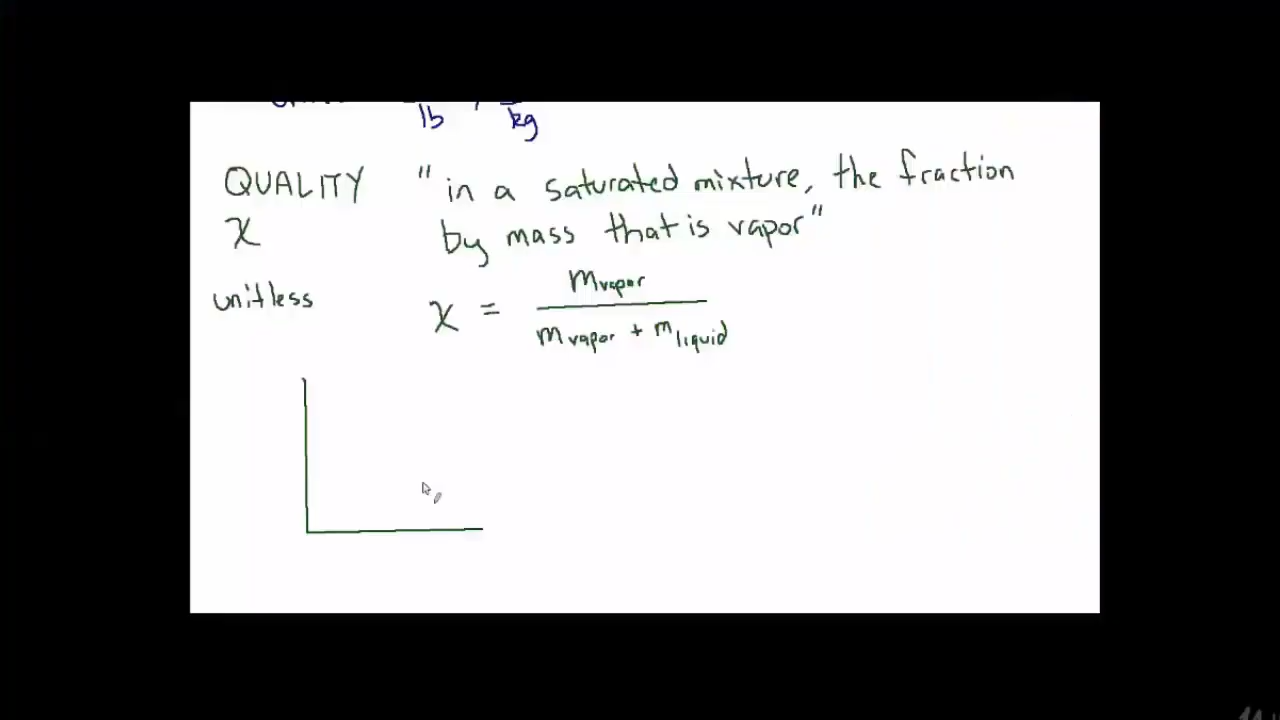 lb , kg
QUALITY "in a saturated mixture, the fraction
x by mass that is vapor"
unitless x = mvapor / mvapor + mliquid